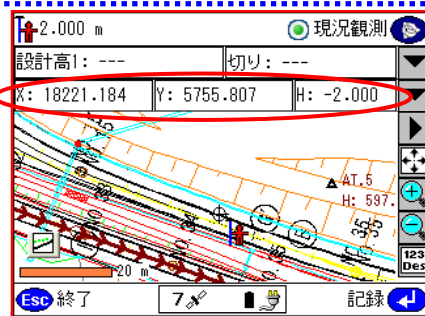 2.000 m 現況観測
設計高1: --- 切り: ---
X: 18221.184 Y: 5755.807 H: -2.000
AT.5
H: 597.
20 m
123
Des
Esc 終了 7 記録